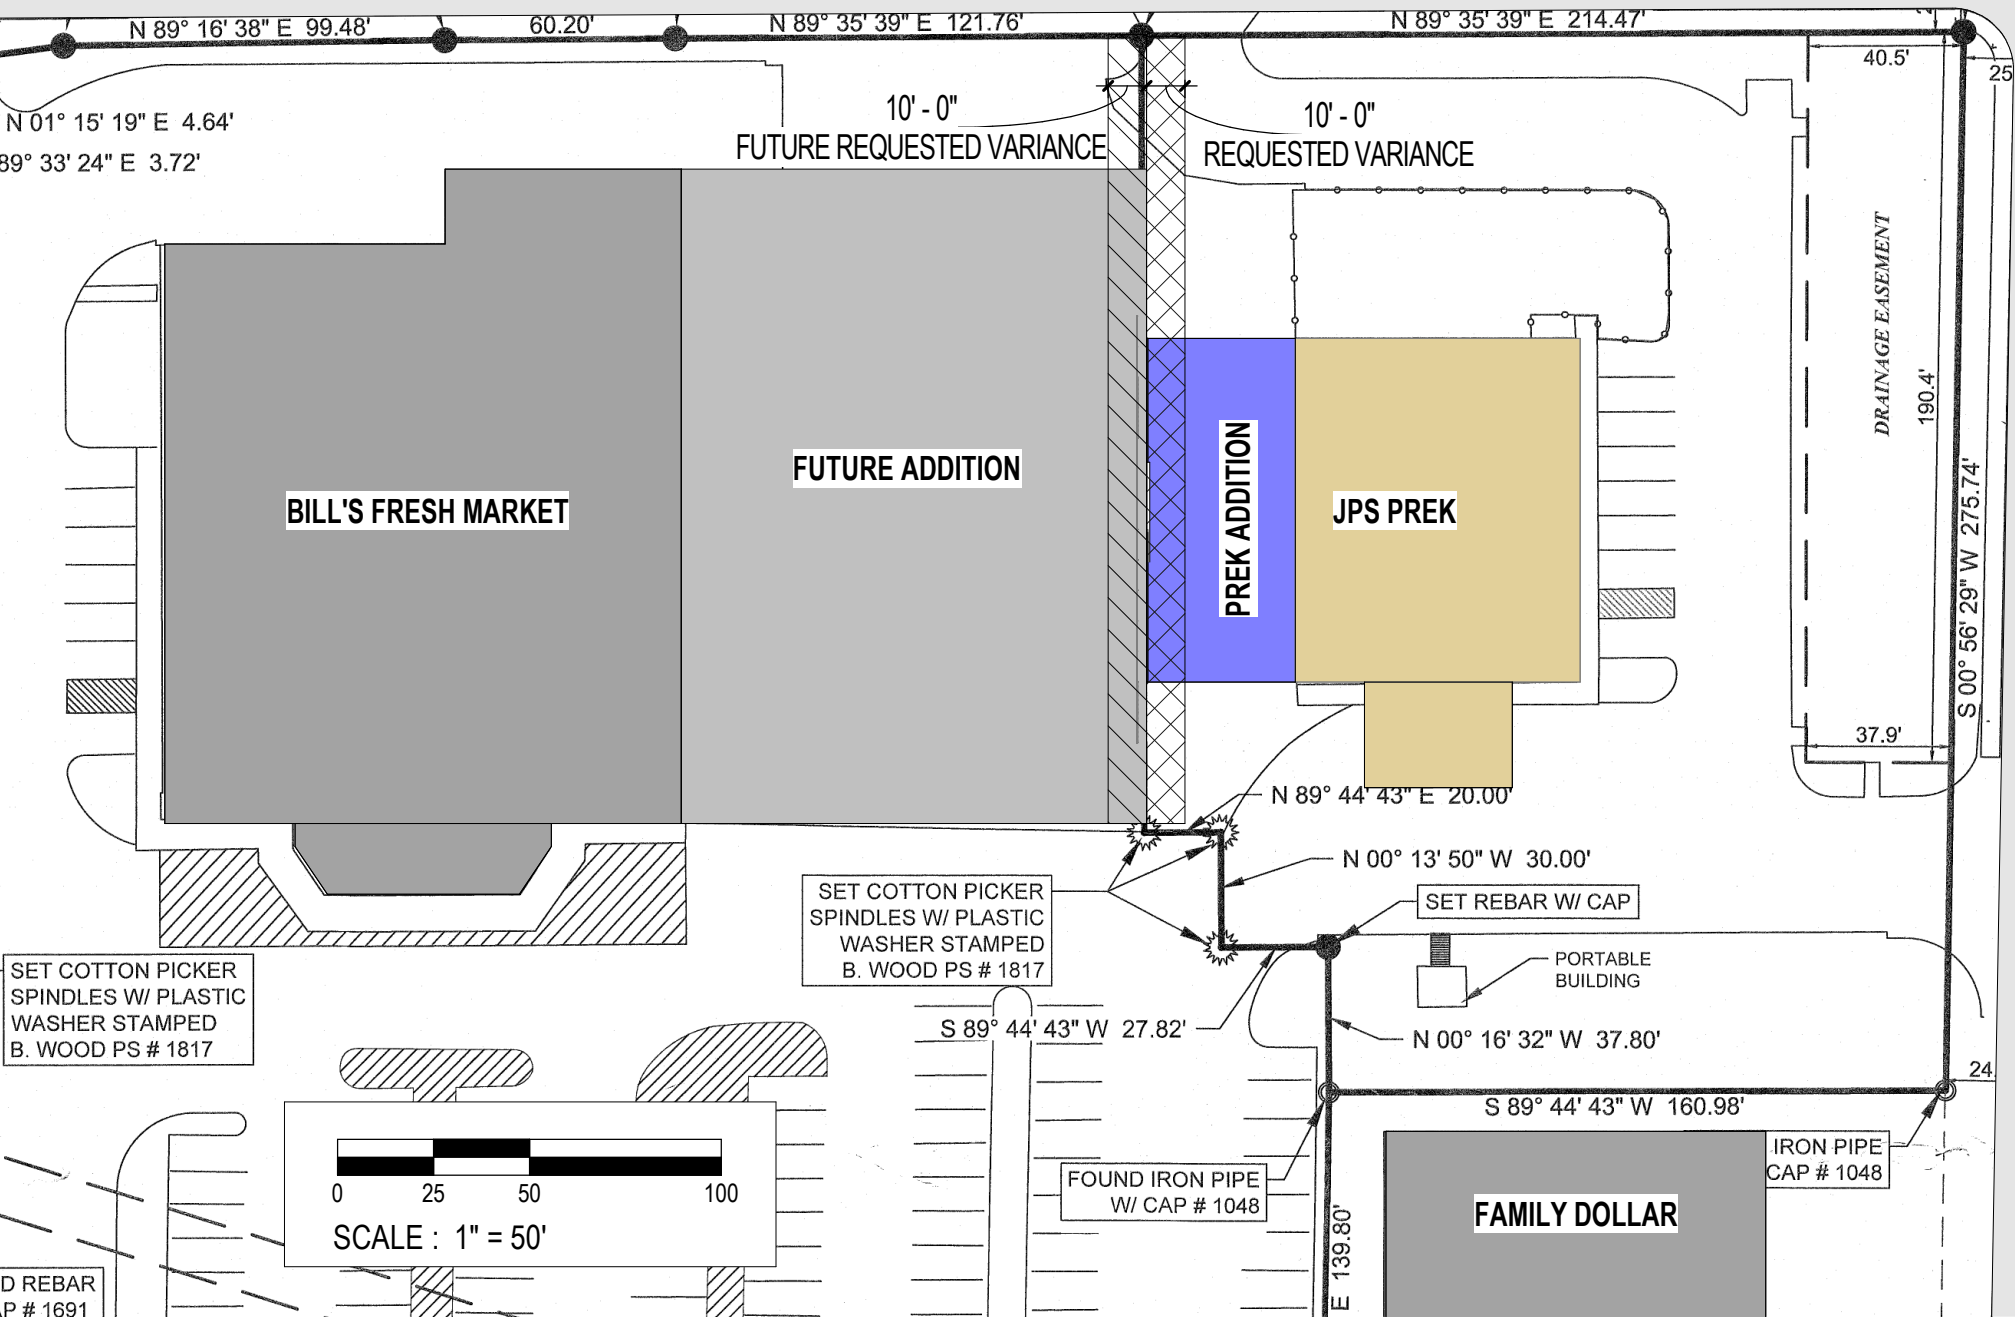 N 89° 16' 38" E 99.48'
60.20'
N 89° 35' 39" E 121.76'
N 89° 35' 39" E 214.47'
40.5'
25
N 01° 15' 19" E 4.64'
89° 33' 24" E 3.72'
10' - 0"
FUTURE REQUESTED VARIANCE
10' - 0"
REQUESTED VARIANCE
DRAINAGE EASEMENT
190.4'
S 00° 56' 29" W 275.74'
37.9'
BILL'S FRESH MARKET
FUTURE ADDITION
PREK ADDITION
JPS PREK
N 89° 44' 43" E 20.00'
N 00° 13' 50" W 30.00'
SET REBAR W/ CAP
SET COTTON PICKER
SPINDLES W/ PLASTIC
WASHER STAMPED
B. WOOD PS # 1817
PORTABLE
BUILDING
SET COTTON PICKER
SPINDLES W/ PLASTIC
WASHER STAMPED
B. WOOD PS # 1817
S 89° 44' 43" W 27.82'
N 00° 16' 32" W 37.80'
24
S 89° 44' 43" W 160.98'
IRON PIPE
CAP # 1048
FOUND IRON PIPE
W/ CAP # 1048
0 25 50 100
SCALE : 1" = 50'
FAMILY DOLLAR
E 139.80'
D REBAR
AP # 1691